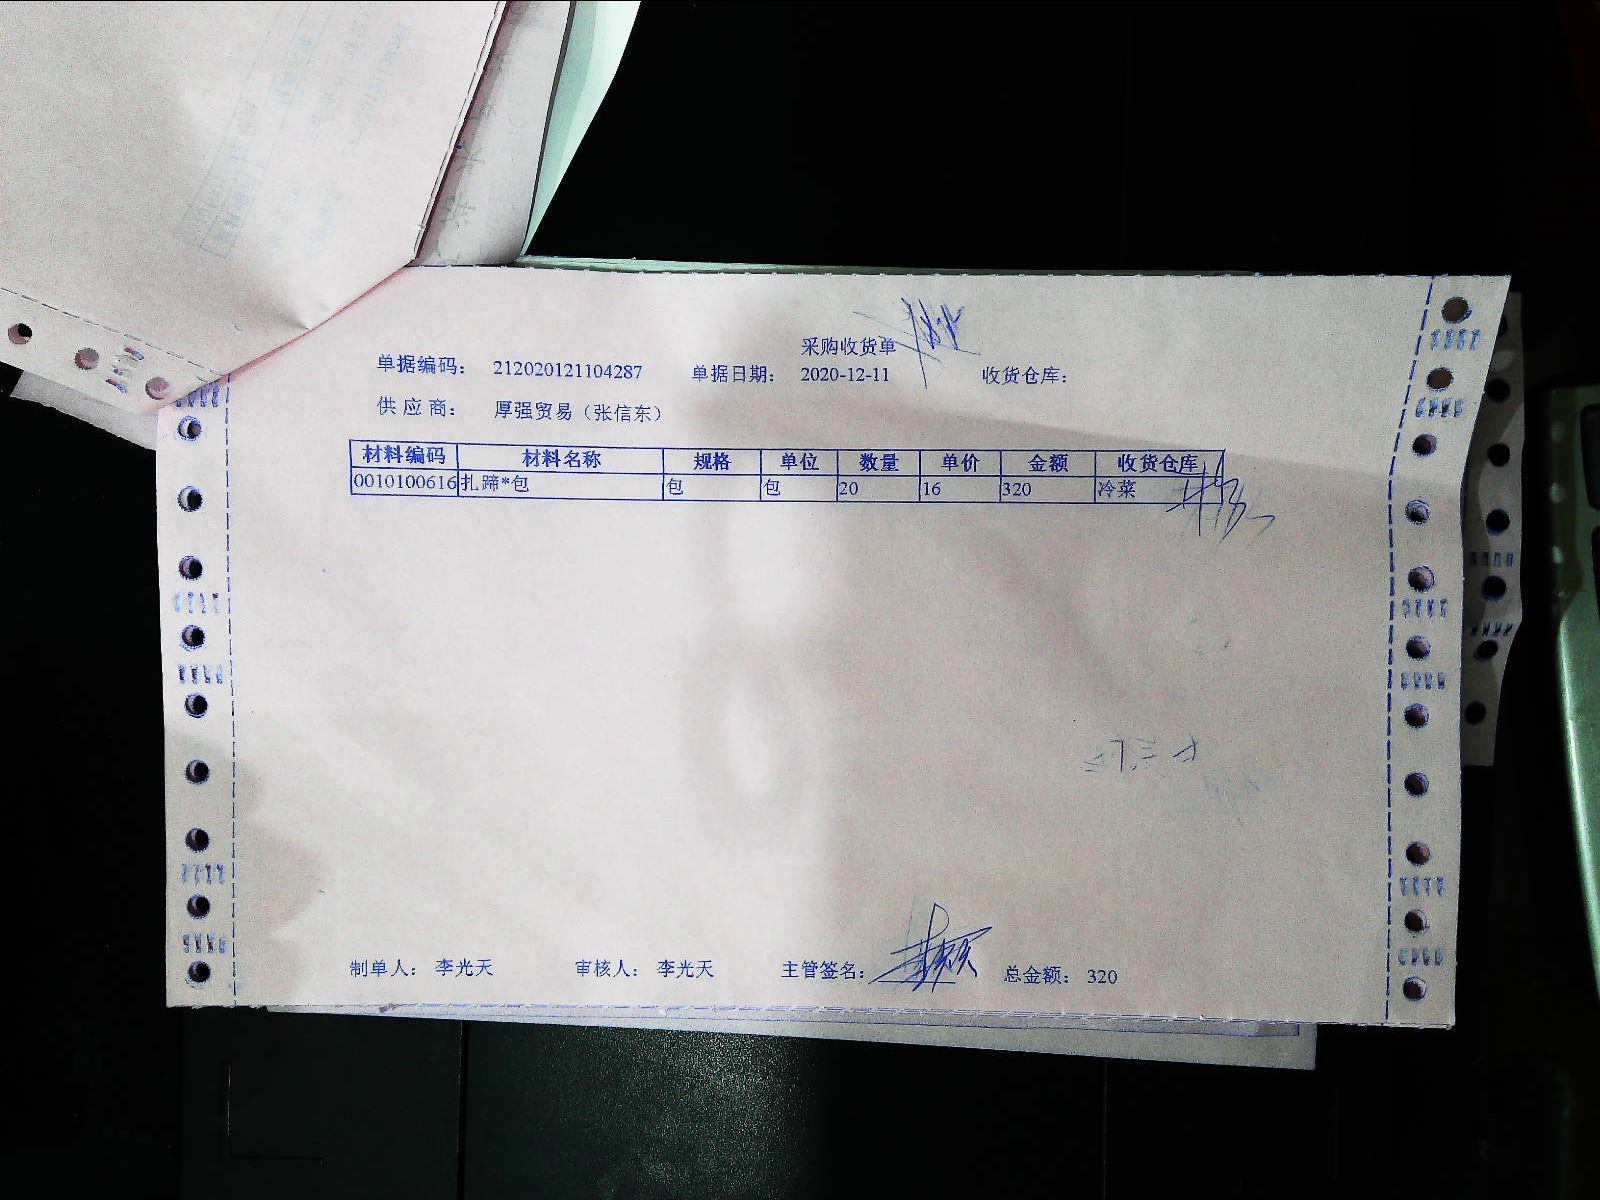 采购收货单
单据编码： 212020121104287 单据日期： 2020-12-11 收货仓库：
供应商： 厚强贸易（张信东）
材料编码 材料名称 规格 单位 数量 单价 金额 收货仓库
0010100616 扎蹄*包 包 包 20 16 320 冷菜
制单人： 李光天 审核人： 李光天 主管签名： 总金额： 320